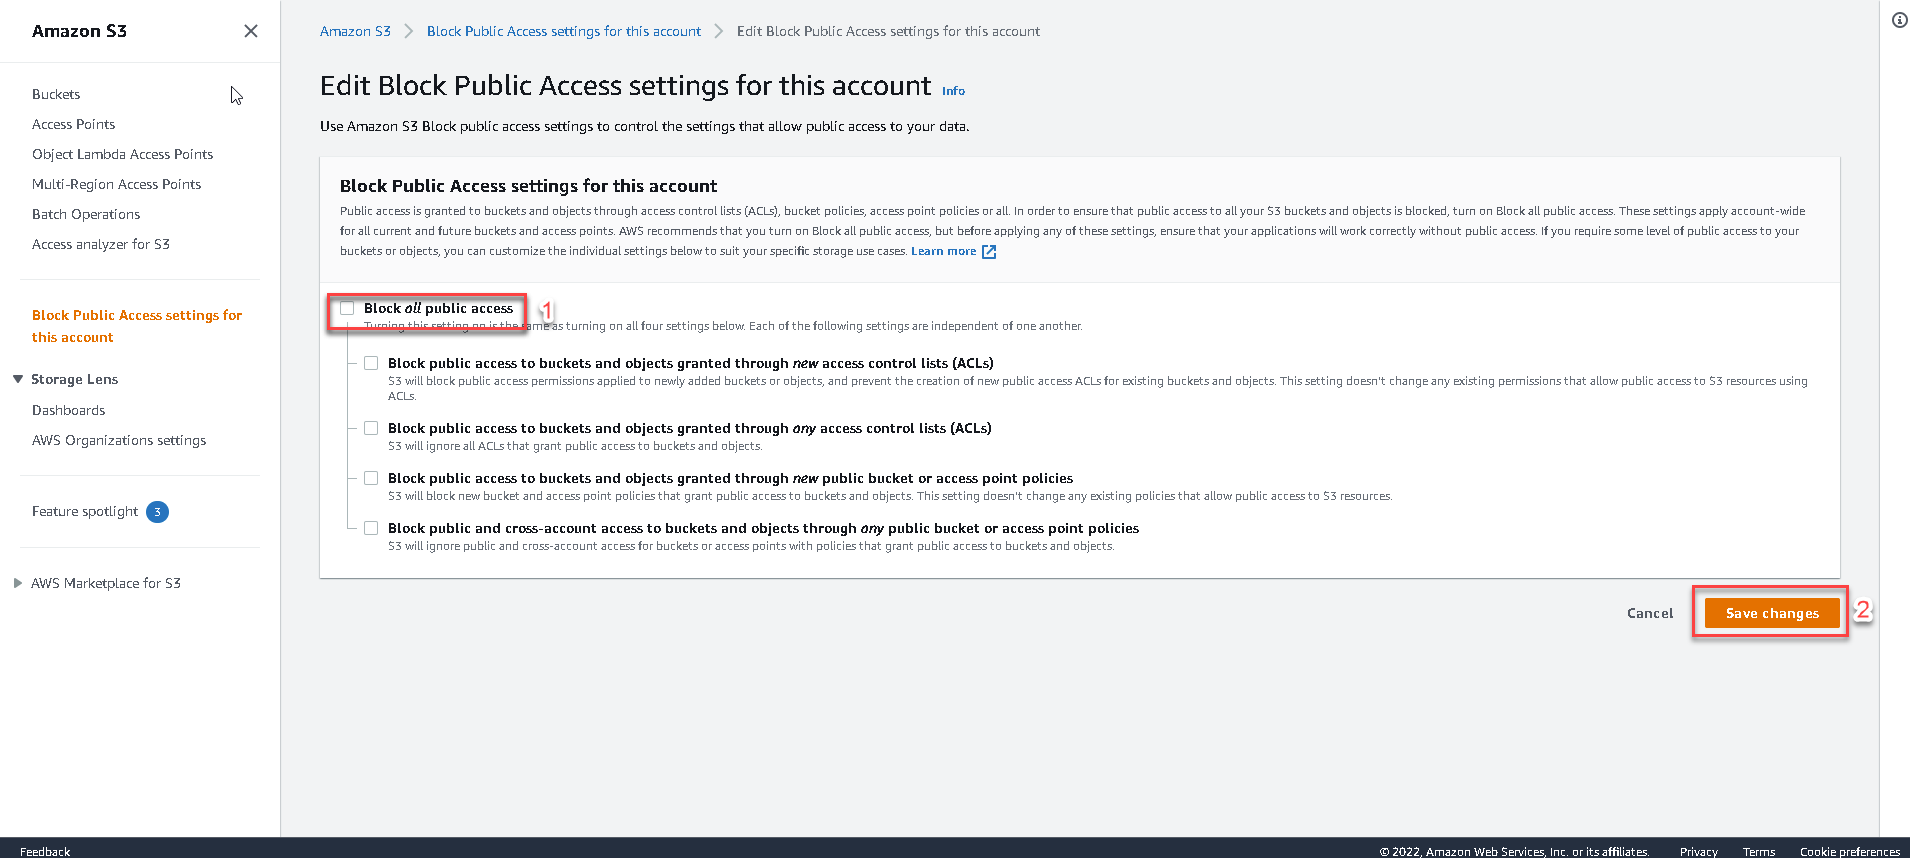 Amazon S3
Buckets
Access Points
Object Lambda Access Points
Multi-Region Access Points
Batch Operations
Access analyzer for S3
Block Public Access settings for
this account
Storage Lens
Dashboards
AWS Organizations settings
Feature spotlight 3
AWS Marketplace for S3
Amazon S3 Block Public Access settings for this account Edit Block Public Access settings for this account
Edit Block Public Access settings for this account Info
Use Amazon S3 Block public access settings to control the settings that allow public access to your data.
Block Public Access settings for this account
Public access is granted to buckets and objects through access control lists (ACLs), bucket policies, access point policies or all. In order to ensure that public access to all your S3 buckets and objects is blocked, turn on Block all public access. These settings apply account-wide
for all current and future buckets and access points. AWS recommends that you turn on Block all public access, but before applying any of these settings, ensure that your applications will work correctly without public access. If you require some level of public access to your
buckets or objects, you can customize the individual settings below to suit your specific storage use cases. Learn more
Block all public access 1
Turning this setting on is the same as turning on all four settings below. Each of the following settings are independent of one another.
Block public access to buckets and objects granted through new access control lists (ACLs)
S3 will block public access permissions applied to newly added buckets or objects, and prevent the creation of new public access ACLs for existing buckets and objects. This setting doesn't change any existing permissions that allow public access to S3 resources using
ACLs.
Block public access to buckets and objects granted through any access control lists (ACLs)
S3 will ignore all ACLs that grant public access to buckets and objects.
Block public access to buckets and objects granted through new public bucket or access point policies
S3 will block new bucket and access point policies that grant public access to buckets and objects. This setting doesn't change any existing policies that allow public access to S3 resources.
Block public and cross-account access to buckets and objects through any public bucket or access point policies
S3 will ignore public and cross-account access for buckets or access points with policies that grant public access to buckets and objects.
Cancel Save changes 2
Feedback © 2022, Amazon Web Services, Inc. or its affiliates. Privacy Terms Cookie preferences